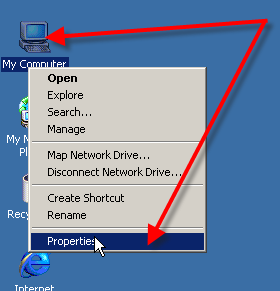 My Computer
Open
Explore
Search...
Manage
Map Network Drive...
Disconnect Network Drive...
Create Shortcut
Rename
Properties
My N
Pl
Recy
Internet